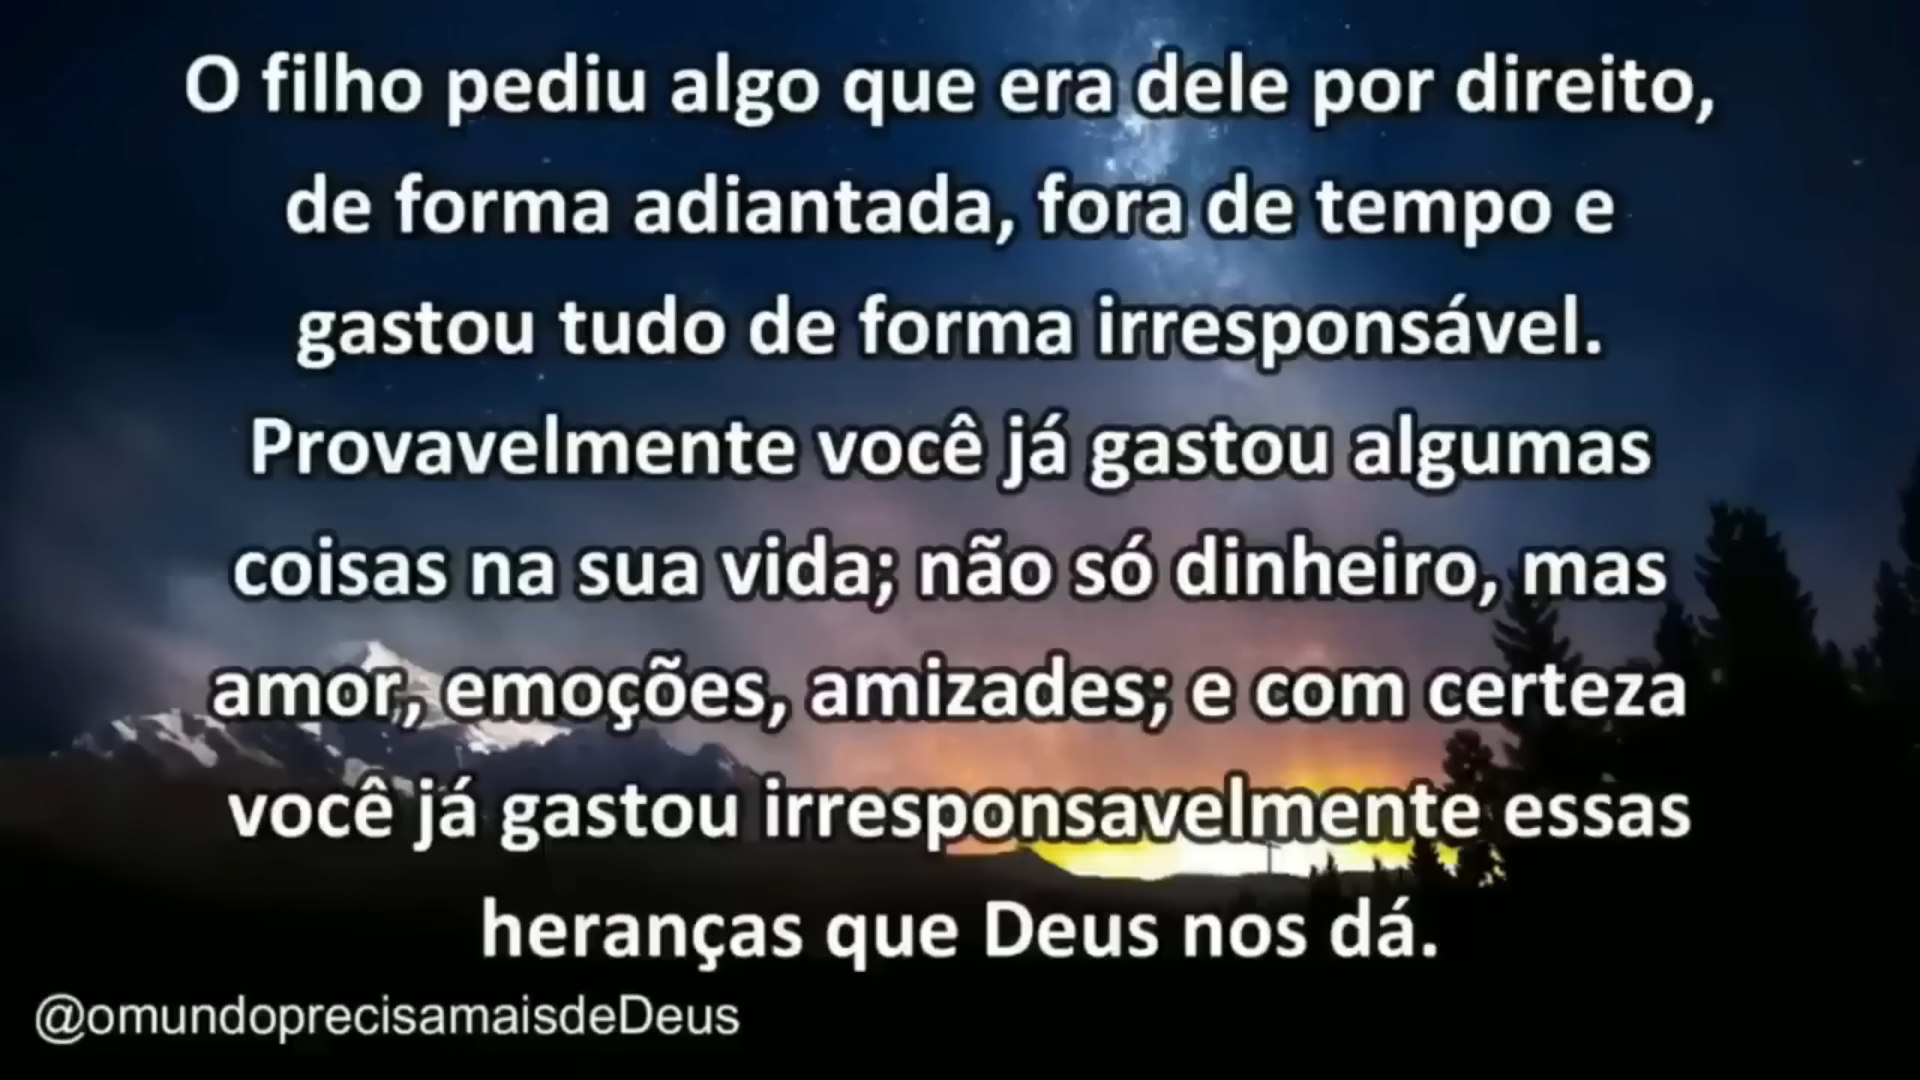 O filho pediu algo que era dele por direito,
de forma adiantada, fora de tempo e
gastou tudo de forma irresponsável.
Provavelmente você já gastou algumas
coisas na sua vida; não só dinheiro, mas
amor, emoções, amizades; e com certeza
você já gastou irresponsavelmente essas
heranças que Deus nos dá.
@omundoprecisamaisdeDeus